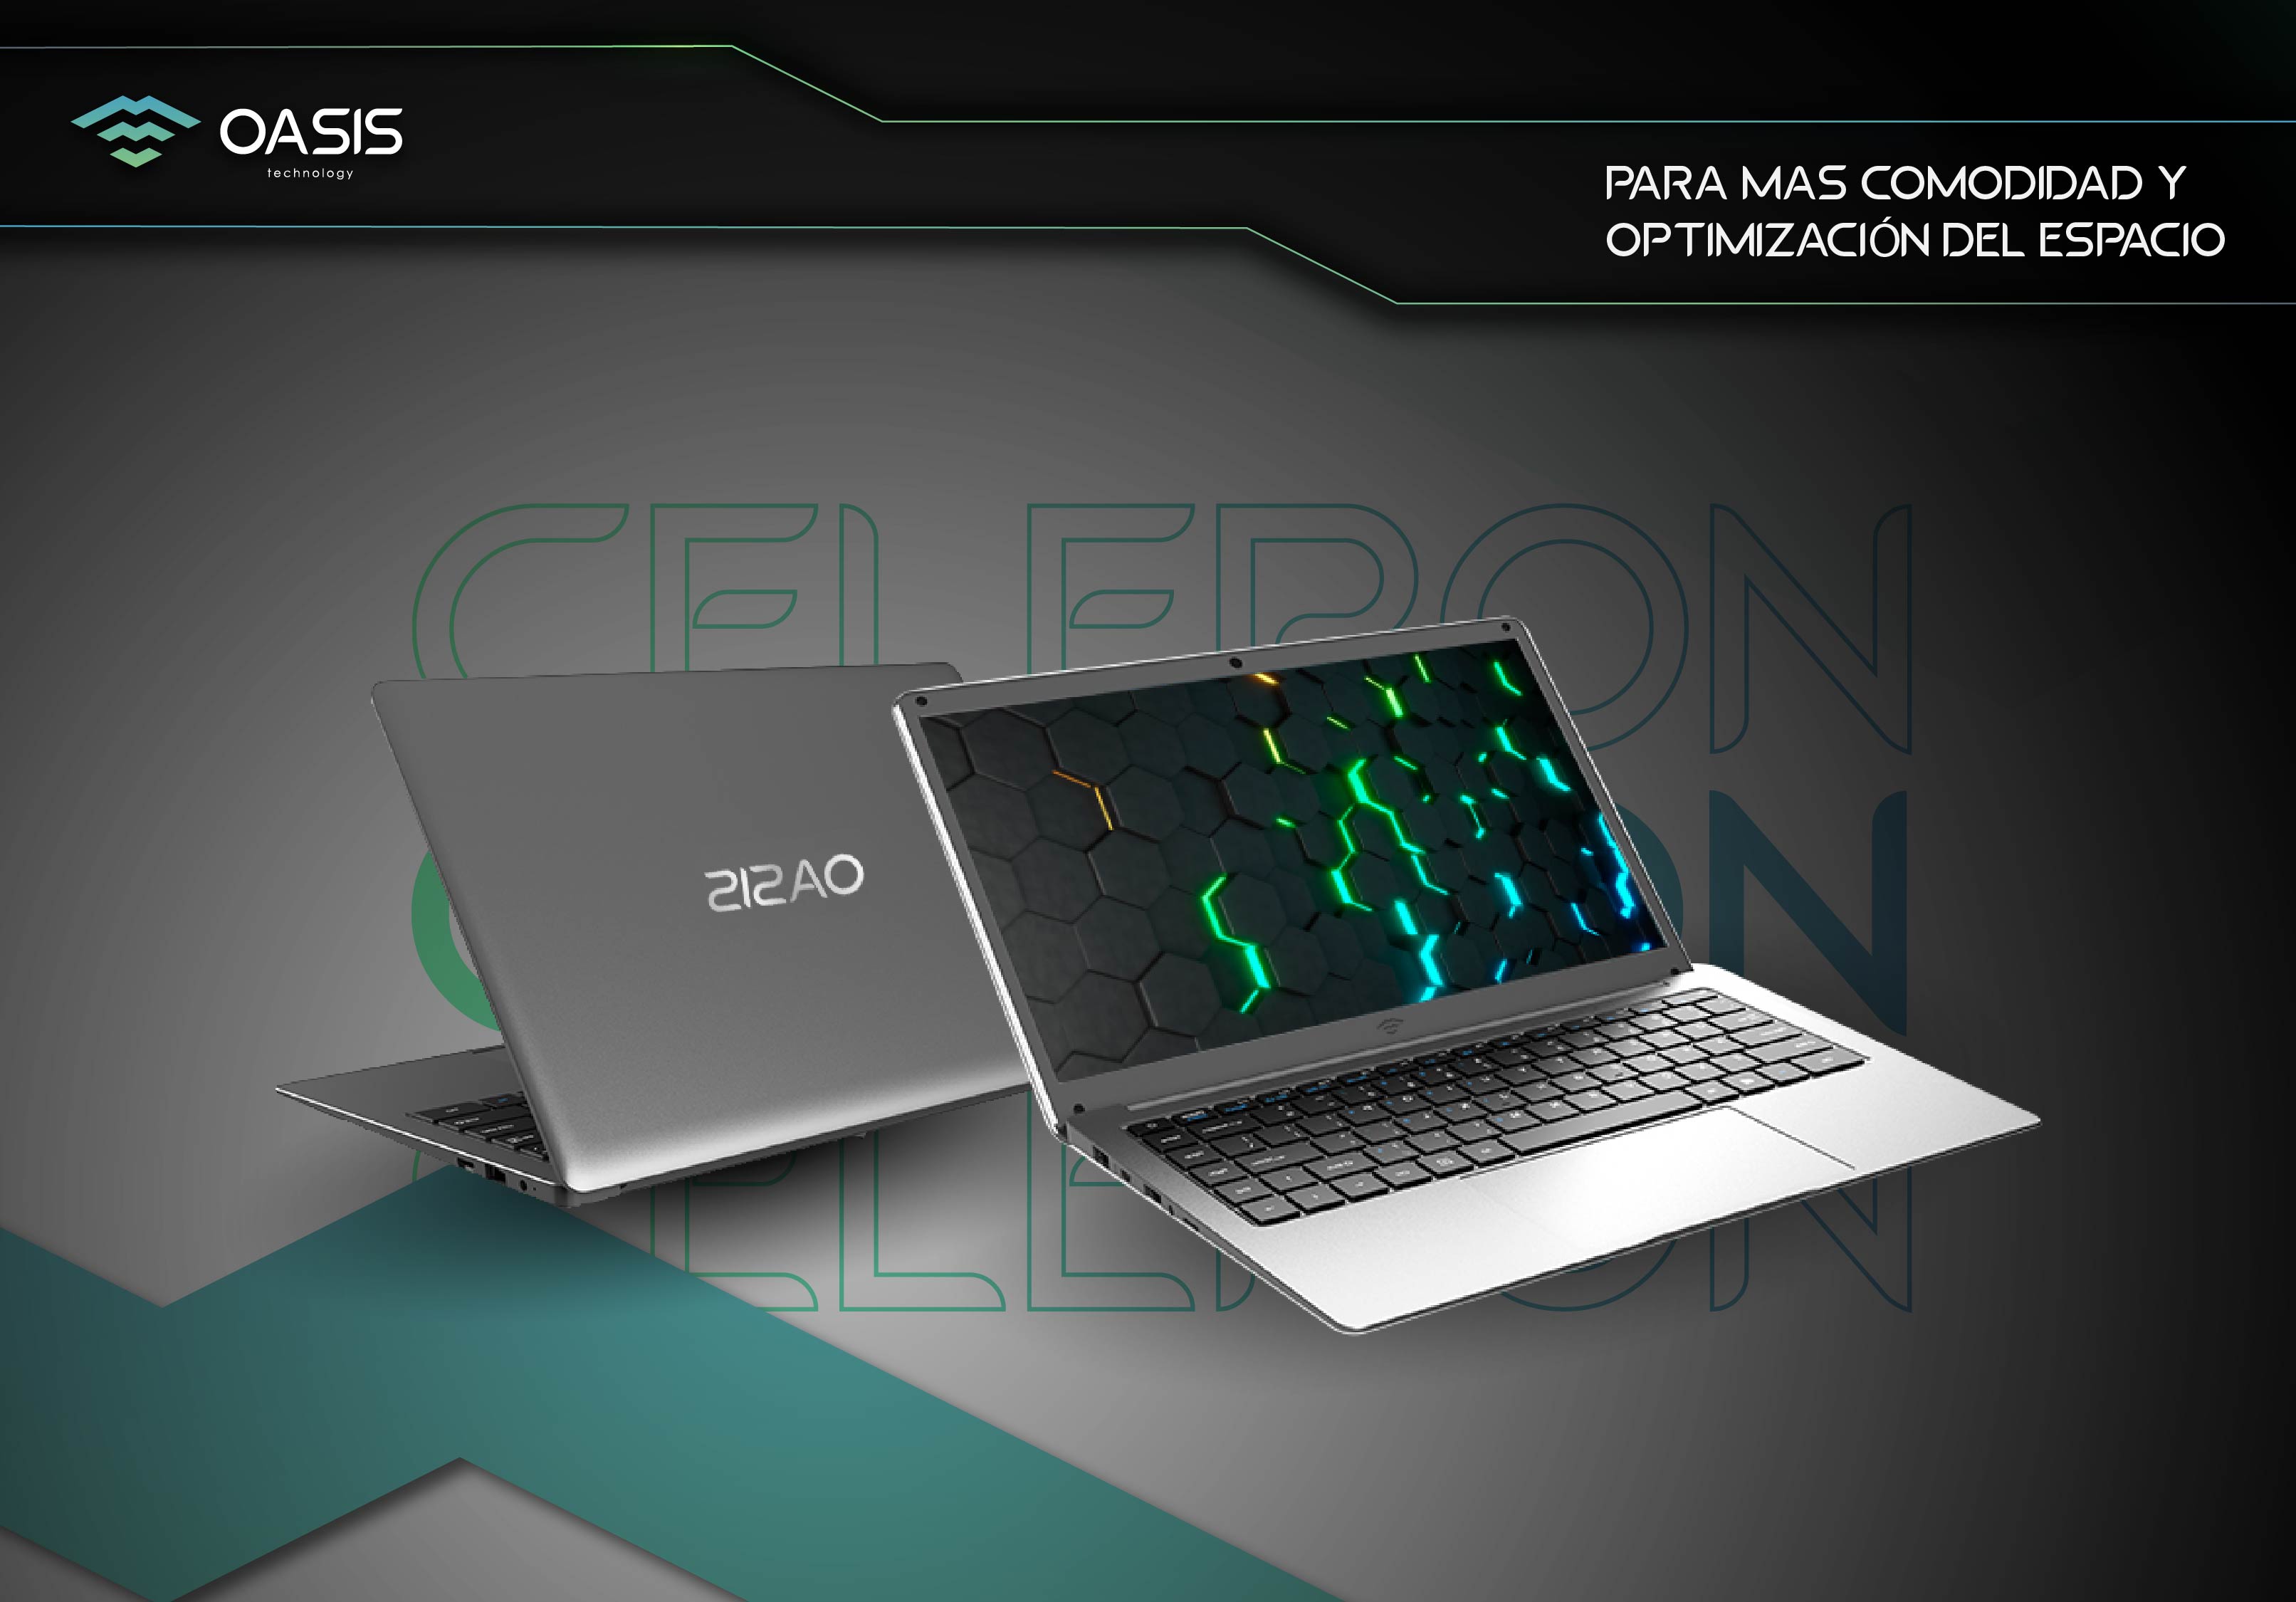 OASIS
technology
PARA MAS COMODIDAD Y
OPTIMIZACIÓN DEL ESPACIO
CELERON
OASIS